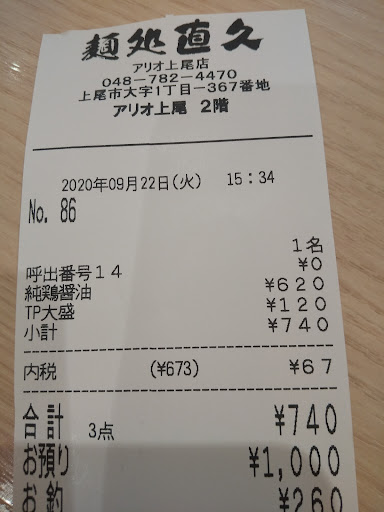 麺処直久
アリオ上尾店
048-782-4470
上尾市大字1丁目-367番地
アリオ上尾 2階
2020年09月22日(火) 15:34
No. 86
1名
呼出番号14 ¥0
純鶏醤油 ¥620
TP大盛 ¥120
小計 ¥740
内税 (¥673) ¥67
合計 3点 ¥740
お預り ¥1,000
お釣 ¥260